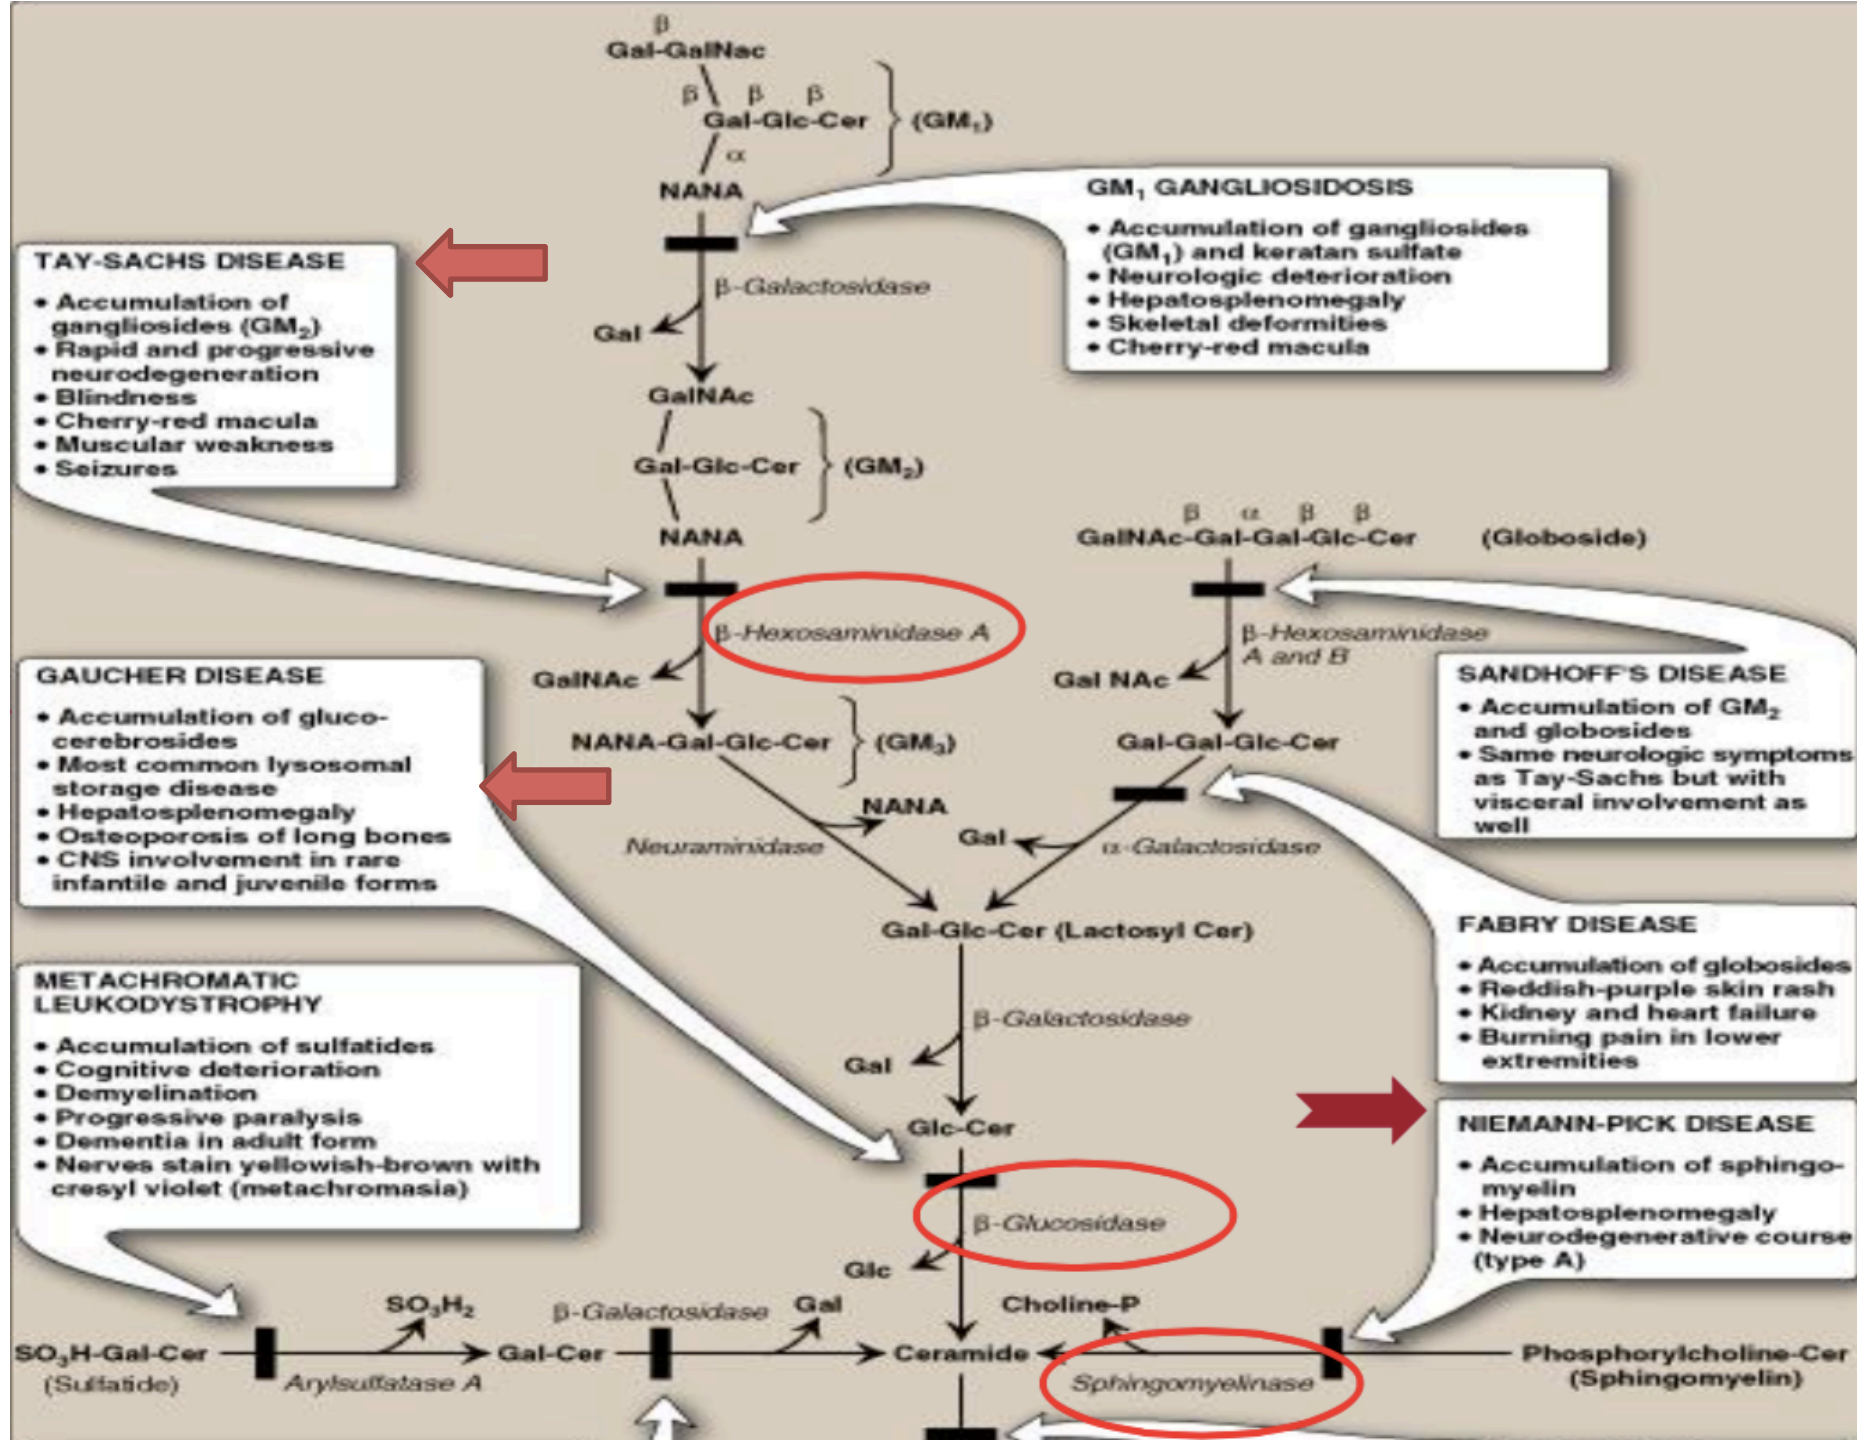 β
Gal-GalNac
β β β
Gal-Glc-Cer (GM₁)
α
NANA
GM₁ GANGLIOSIDOSIS
• Accumulation of gangliosides
(GM₁) and keratan sulfate
• Neurologic deterioration
• Hepatosplenomegaly
• Skeletal deformities
• Cherry-red macula
β-Galactosidase
Gal
TAY-SACHS DISEASE
• Accumulation of
gangliosides (GM₂)
• Rapid and progressive
neurodegeneration
• Blindness
• Cherry-red macula
• Muscular weakness
• Seizures
GalNAc
Gal-Glc-Cer (GM₂)
NANA
β α β β
GalNAc-Gal-Gal-Glc-Cer (Globoside)
β-Hexosaminidase A
GalNAc
β-Hexosaminidase
A and B
Gal NAc
SANDHOFF'S DISEASE
• Accumulation of GM₂
and globosides
• Same neurologic symptoms
as Tay-Sachs but with
visceral involvement as
well
GAUCHER DISEASE
• Accumulation of gluco-
cerebrosides
• Most common lysosomal
storage disease
• Hepatosplenomegaly
• Osteoporosis of long bones
• CNS involvement in rare
infantile and juvenile forms
NANA-Gal-Glc-Cer (GM₃)
Gal-Gal-Glc-Cer
NANA
Neuraminidase
Gal
α-Galactosidase
Gal-Glc-Cer (Lactosyl Cer)
FABRY DISEASE
• Accumulation of globosides
• Reddish-purple skin rash
• Kidney and heart failure
• Burning pain in lower
extremities
METACHROMATIC
LEUKODYSTROPHY
• Accumulation of sulfatides
• Cognitive deterioration
• Demyelination
• Progressive paralysis
• Dementia in adult form
• Nerves stain yellowish-brown with
cresyl violet (metachromasia)
β-Galactosidase
Gal
Glc-Cer
NIEMANN-PICK DISEASE
• Accumulation of sphingo-
myelin
• Hepatosplenomegaly
• Neurodegenerative course
(type A)
β-Glucosidase
Glc
SO₃H₂
β-Galactosidase
Gal
Choline-P
SO₃H-Gal-Cer
(Sulfatide)
Arylsulfatase A
Gal-Cer
Ceramide
Sphingomyelinase
Phosphorylcholine-Cer
(Sphingomyelin)